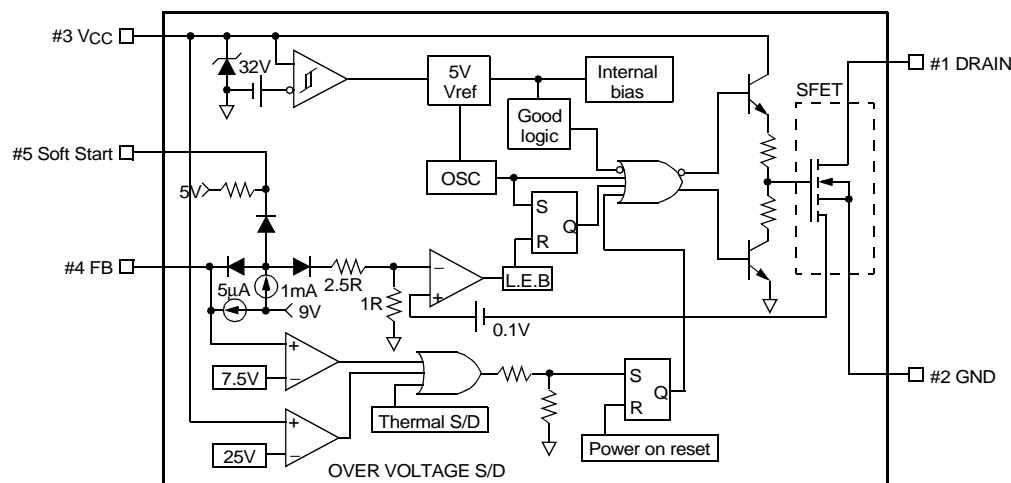 #3 VCC
32V
5V
Vref
Internal
bias
Good
logic
#1 DRAIN
SFET
#5 Soft Start
5V
OSC
S
R
Q
#4 FB
2.5R
1R
−
+
L.E.B
5μA
1mA
9V
0.1V
+
−
7.5V
Thermal S/D
S
R
Q
#2 GND
+
−
25V
Power on reset
OVER VOLTAGE S/D